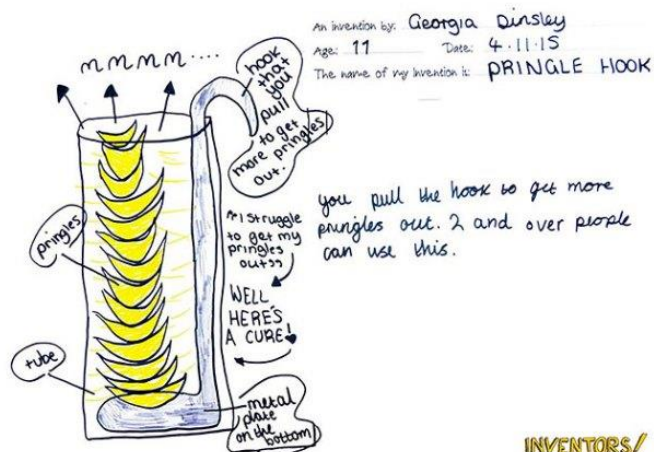 An invention by: Georgia Dinsley
Age: 11 Date: 4.11.15
The name of my invention is: PRINGLE HOOK
mmmm....
hook
that
you
pull
more to get
pringles
out.
you pull the hook to get more
pringles out. 2 and over people
can use this.
"I struggle
to get my
pringles
out"
WELL
HERE'S
A CURE!
pringles
tube
metal
plate
on the
bottom
INVENTORS!